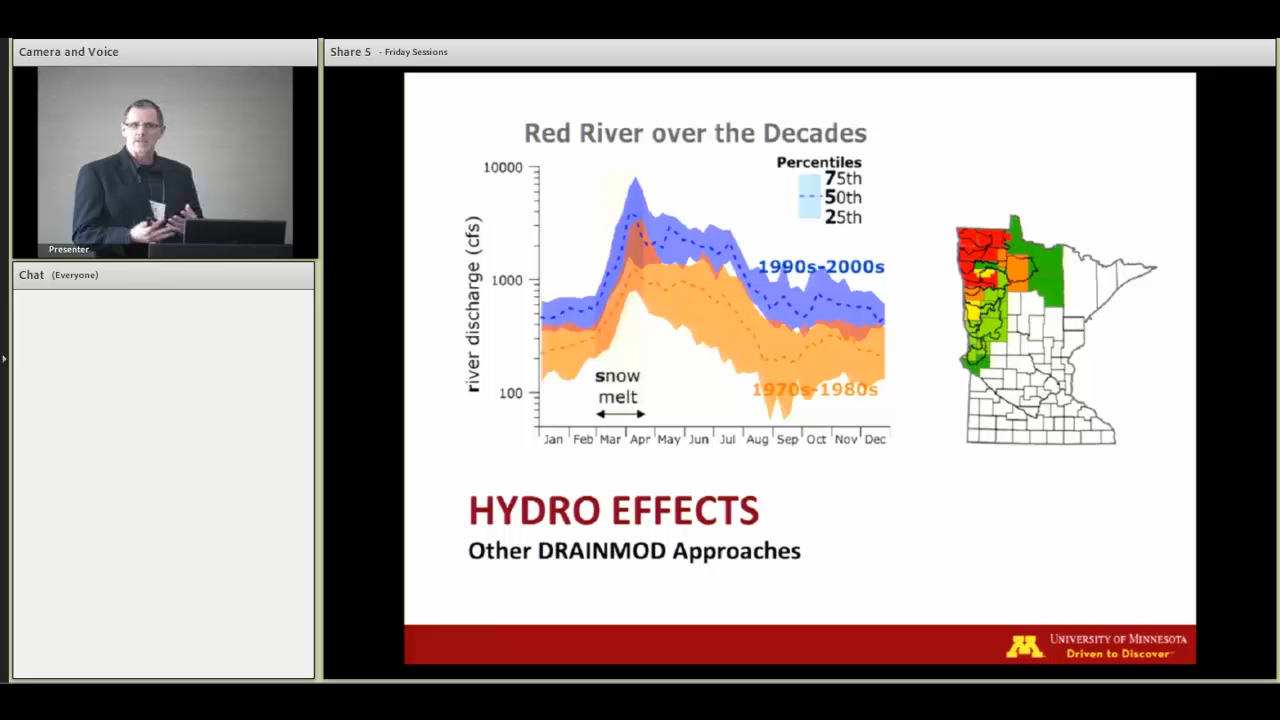 Camera and Voice
Presenter
Chat (Everyone)
Share 5 - Friday Sessions
Red River over the Decades
Percentiles
75th
50th
25th
10000
1000
100
river discharge (cfs)
1990s-2000s
1970s-1980s
snow
melt
Jan Feb Mar Apr May Jun Jul Aug Sep Oct Nov Dec
HYDRO EFFECTS
Other DRAINMOD Approaches
UNIVERSITY OF MINNESOTA
Driven to Discover